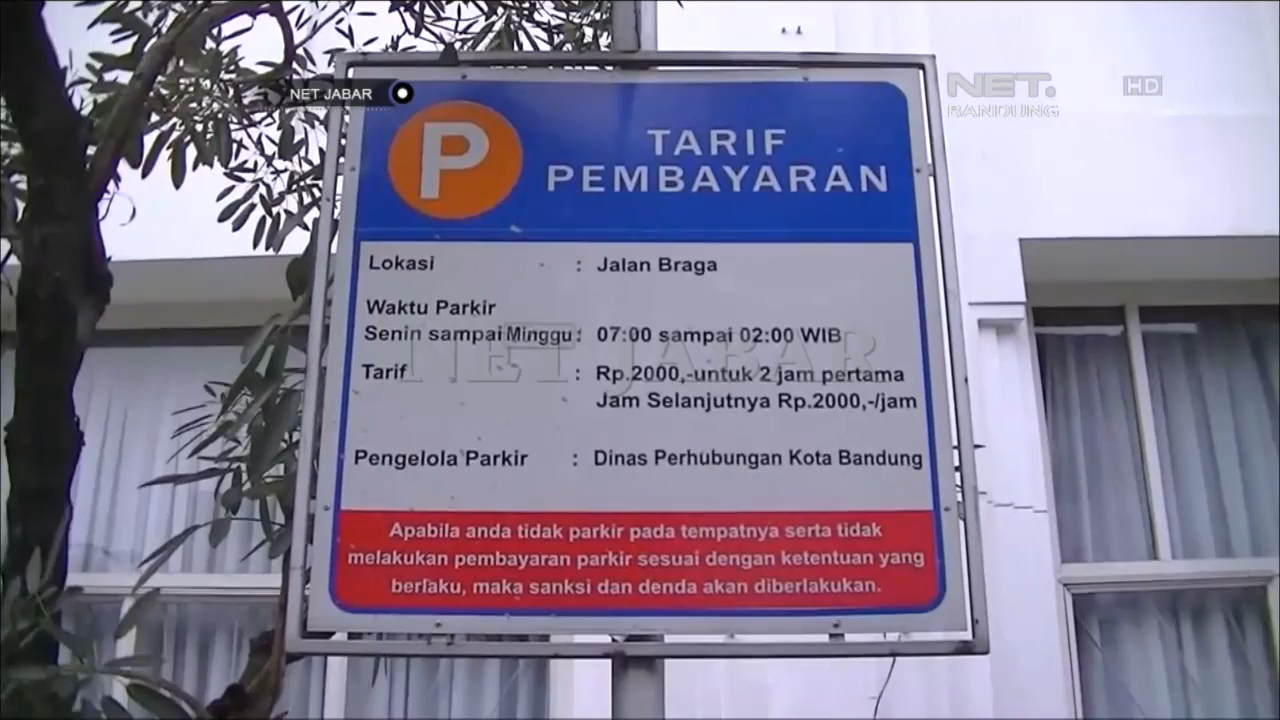 NET JABAR
NET.
BANDUNG
HD
P
TARIF
PEMBAYARAN
Lokasi : Jalan Braga
Waktu Parkir
Senin sampai Minggu : 07:00 sampai 02:00 WIB
Tarif : Rp.2000,-untuk 2 jam pertama
Jam Selanjutnya Rp.2000,-/jam
NET JABAR
Pengelola Parkir : Dinas Perhubungan Kota Bandung
Apabila anda tidak parkir pada tempatnya serta tidak
melakukan pembayaran parkir sesuai dengan ketentuan yang
berlaku, maka sanksi dan denda akan diberlakukan.